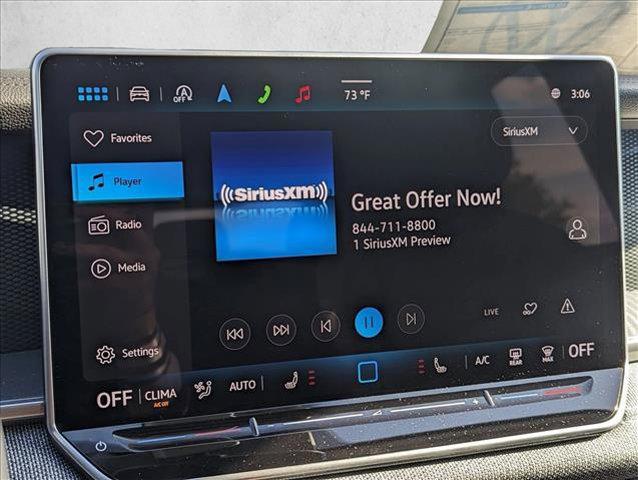 OFF A
73 °F
3:06
Favorites
SiriusXM
Player
((SiriusXM))
Great Offer Now!
844-711-8800
1 SiriusXM Preview
Radio
Media
LIVE
Settings
OFF
CLIMA
A/C Off
AUTO
A/C
REAR
MAX
OFF